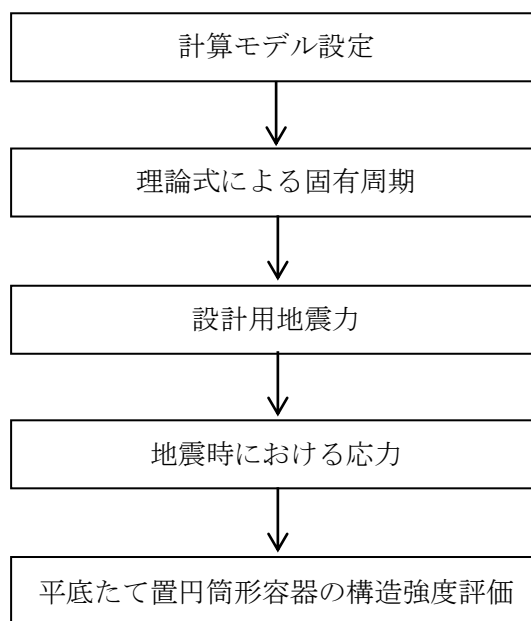 計算モデル設定
理論式による固有周期
設計用地震力
地震時における応力
平底たて置円筒形容器の構造強度評価